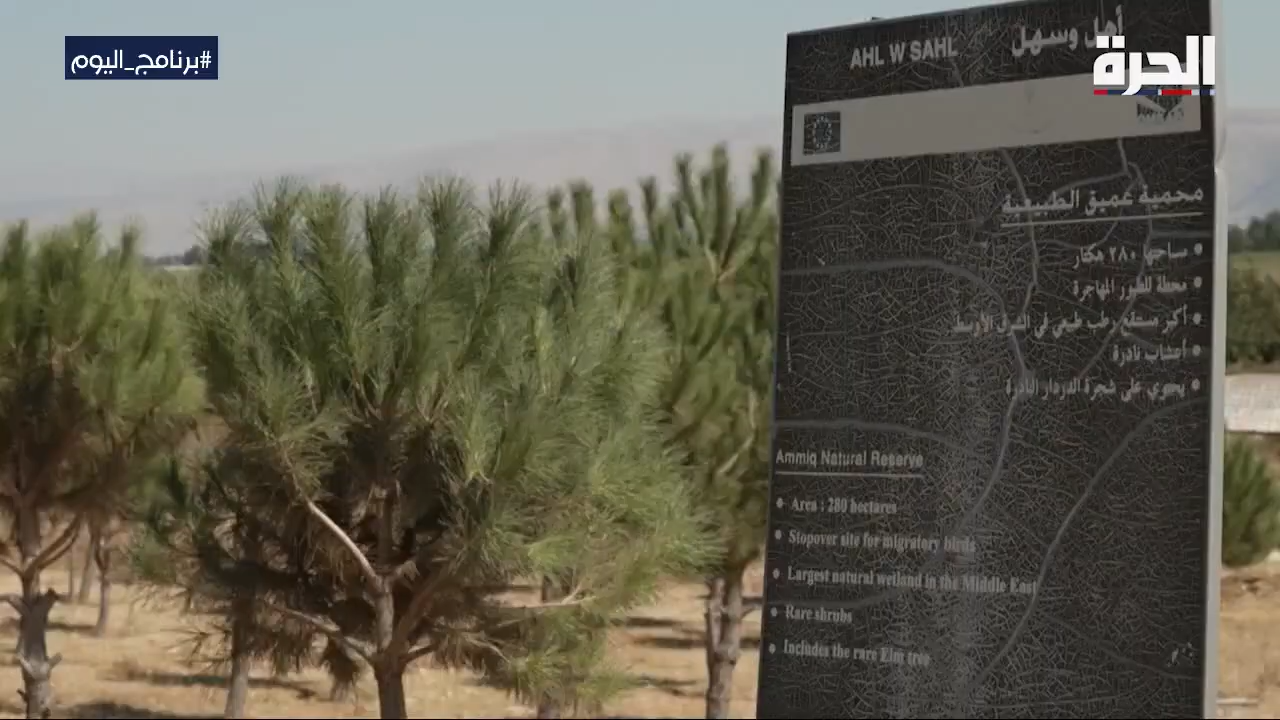 #برنامج_اليوم
الحرة
AHL W SAHL
أهل وسهل
محمية عميق الطبيعية
• مساحتها ٢٨٠ هكتار
• محطة للطيور المهاجرة
• أكبر مستنقع رطب طبيعي في الشرق الأوسط
• أعشاب نادرة
• يحتوي على شجرة الدردار النادرة
Ammiq Natural Reserve
• Area : 280 hectares
• Stopover site for migratory birds
• Largest natural wetland in the Middle East
• Rare shrubs
• Includes the rare Elm tree